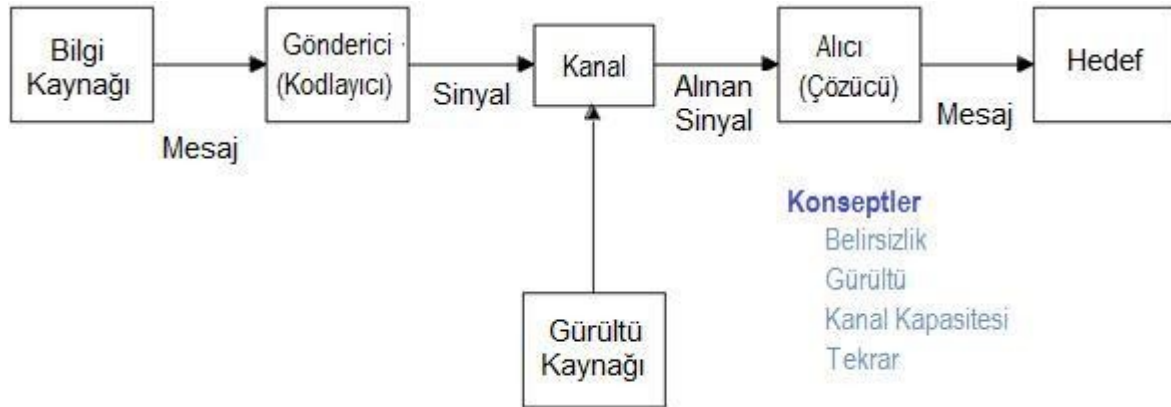 Bilgi
Kaynağı
Mesaj
Gönderici
(Kodlayıcı)
Sinyal
Kanal
Alınan
Sinyal
Alıcı
(Çözücü)
Mesaj
Hedef
Gürültü
Kaynağı
Konseptler
Belirsizlik
Gürültü
Kanal Kapasitesi
Tekrar